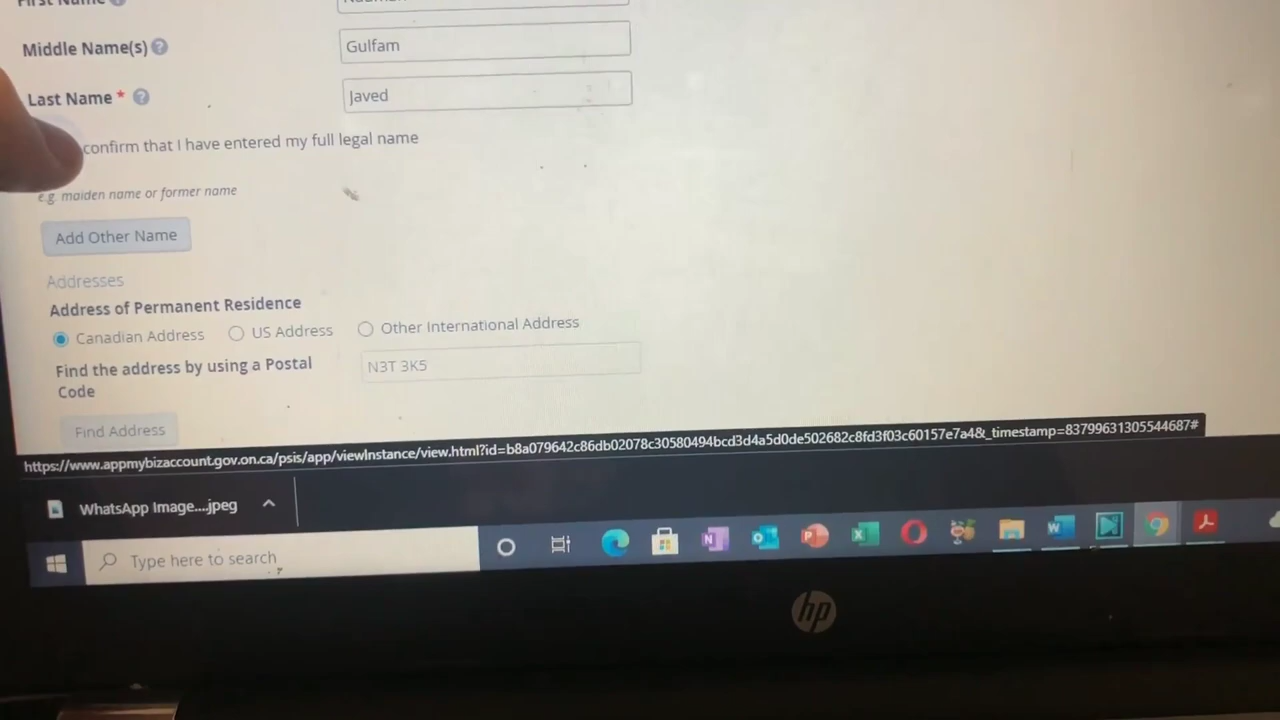 First Name
Middle Name(s) Gulfam
Last Name * Javed
confirm that I have entered my full legal name
e.g. maiden name or former name
Add Other Name
Addresses
Address of Permanent Residence
Canadian Address US Address Other International Address
Find the address by using a Postal Code N3T 3K5
Find Address
https://www.appmybizaccount.gov.on.ca/psis/app/viewInstance/view.html?id=b8a079642c86db02078c30580494bcd3d4a5d0de502682c8fd3f03c60157e7a4&_timestamp=83799631305544687#
WhatsApp Image....jpeg
Type here to search
hp